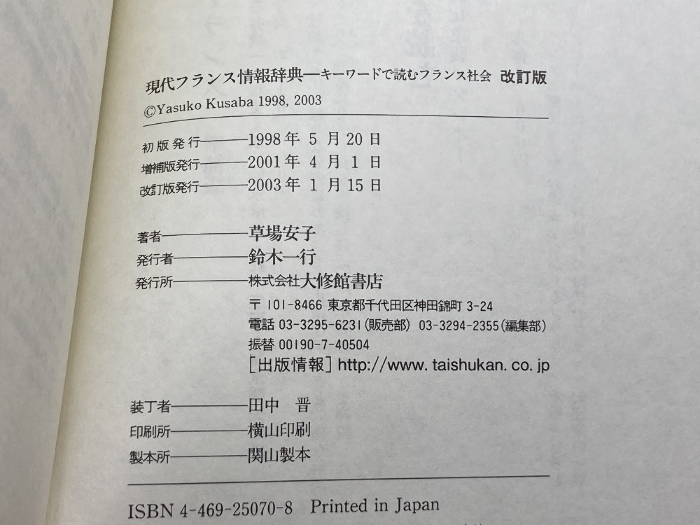 現代フランス情報辞典―キーワードで読むフランス社会 改訂版
©Yasuko Kusaba 1998, 2003
初版発行―――1998年 5 月 20 日
増補版発行―――2001年 4 月 1 日
改訂版発行―――2003年 1 月 15 日
著者――――――草場安子
発行者―――――鈴木一行
発行所―――――株式会社大修館書店
〒101-8466 東京都千代田区神田錦町 3-24
電話 03-3295-6231(販売部) 03-3294-2355(編集部)
振替 00190-7-40504
[出版情報] http://www.taishukan.co.jp
装丁者―――――田中 晋
印刷所―――――横山印刷
製本所―――――関山製本
ISBN 4-469-25070-8 Printed in Japan